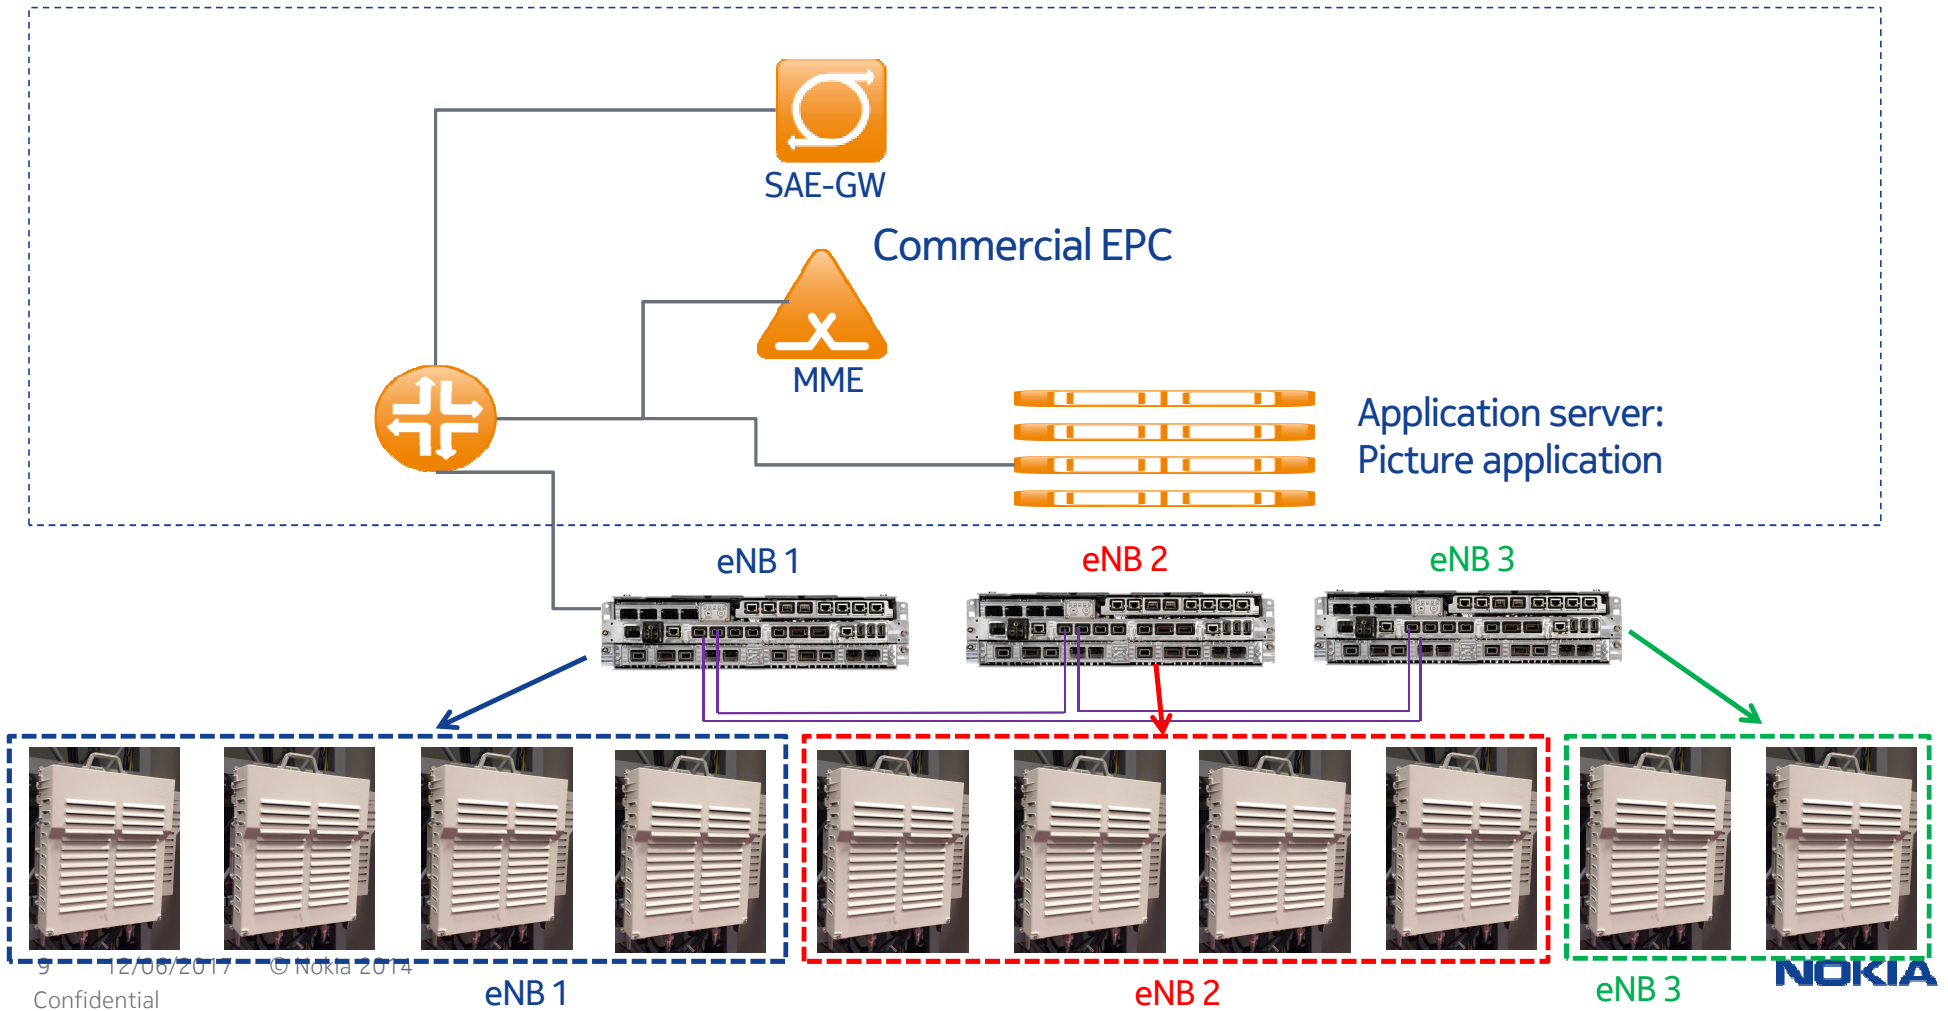 SAE-GW
Commercial EPC
MME
Application server:
Picture application
eNB 1
eNB 2
eNB 3
9 12/06/2017 © Nokia 2014
Confidential
eNB 1
eNB 2
eNB 3
NOKIA